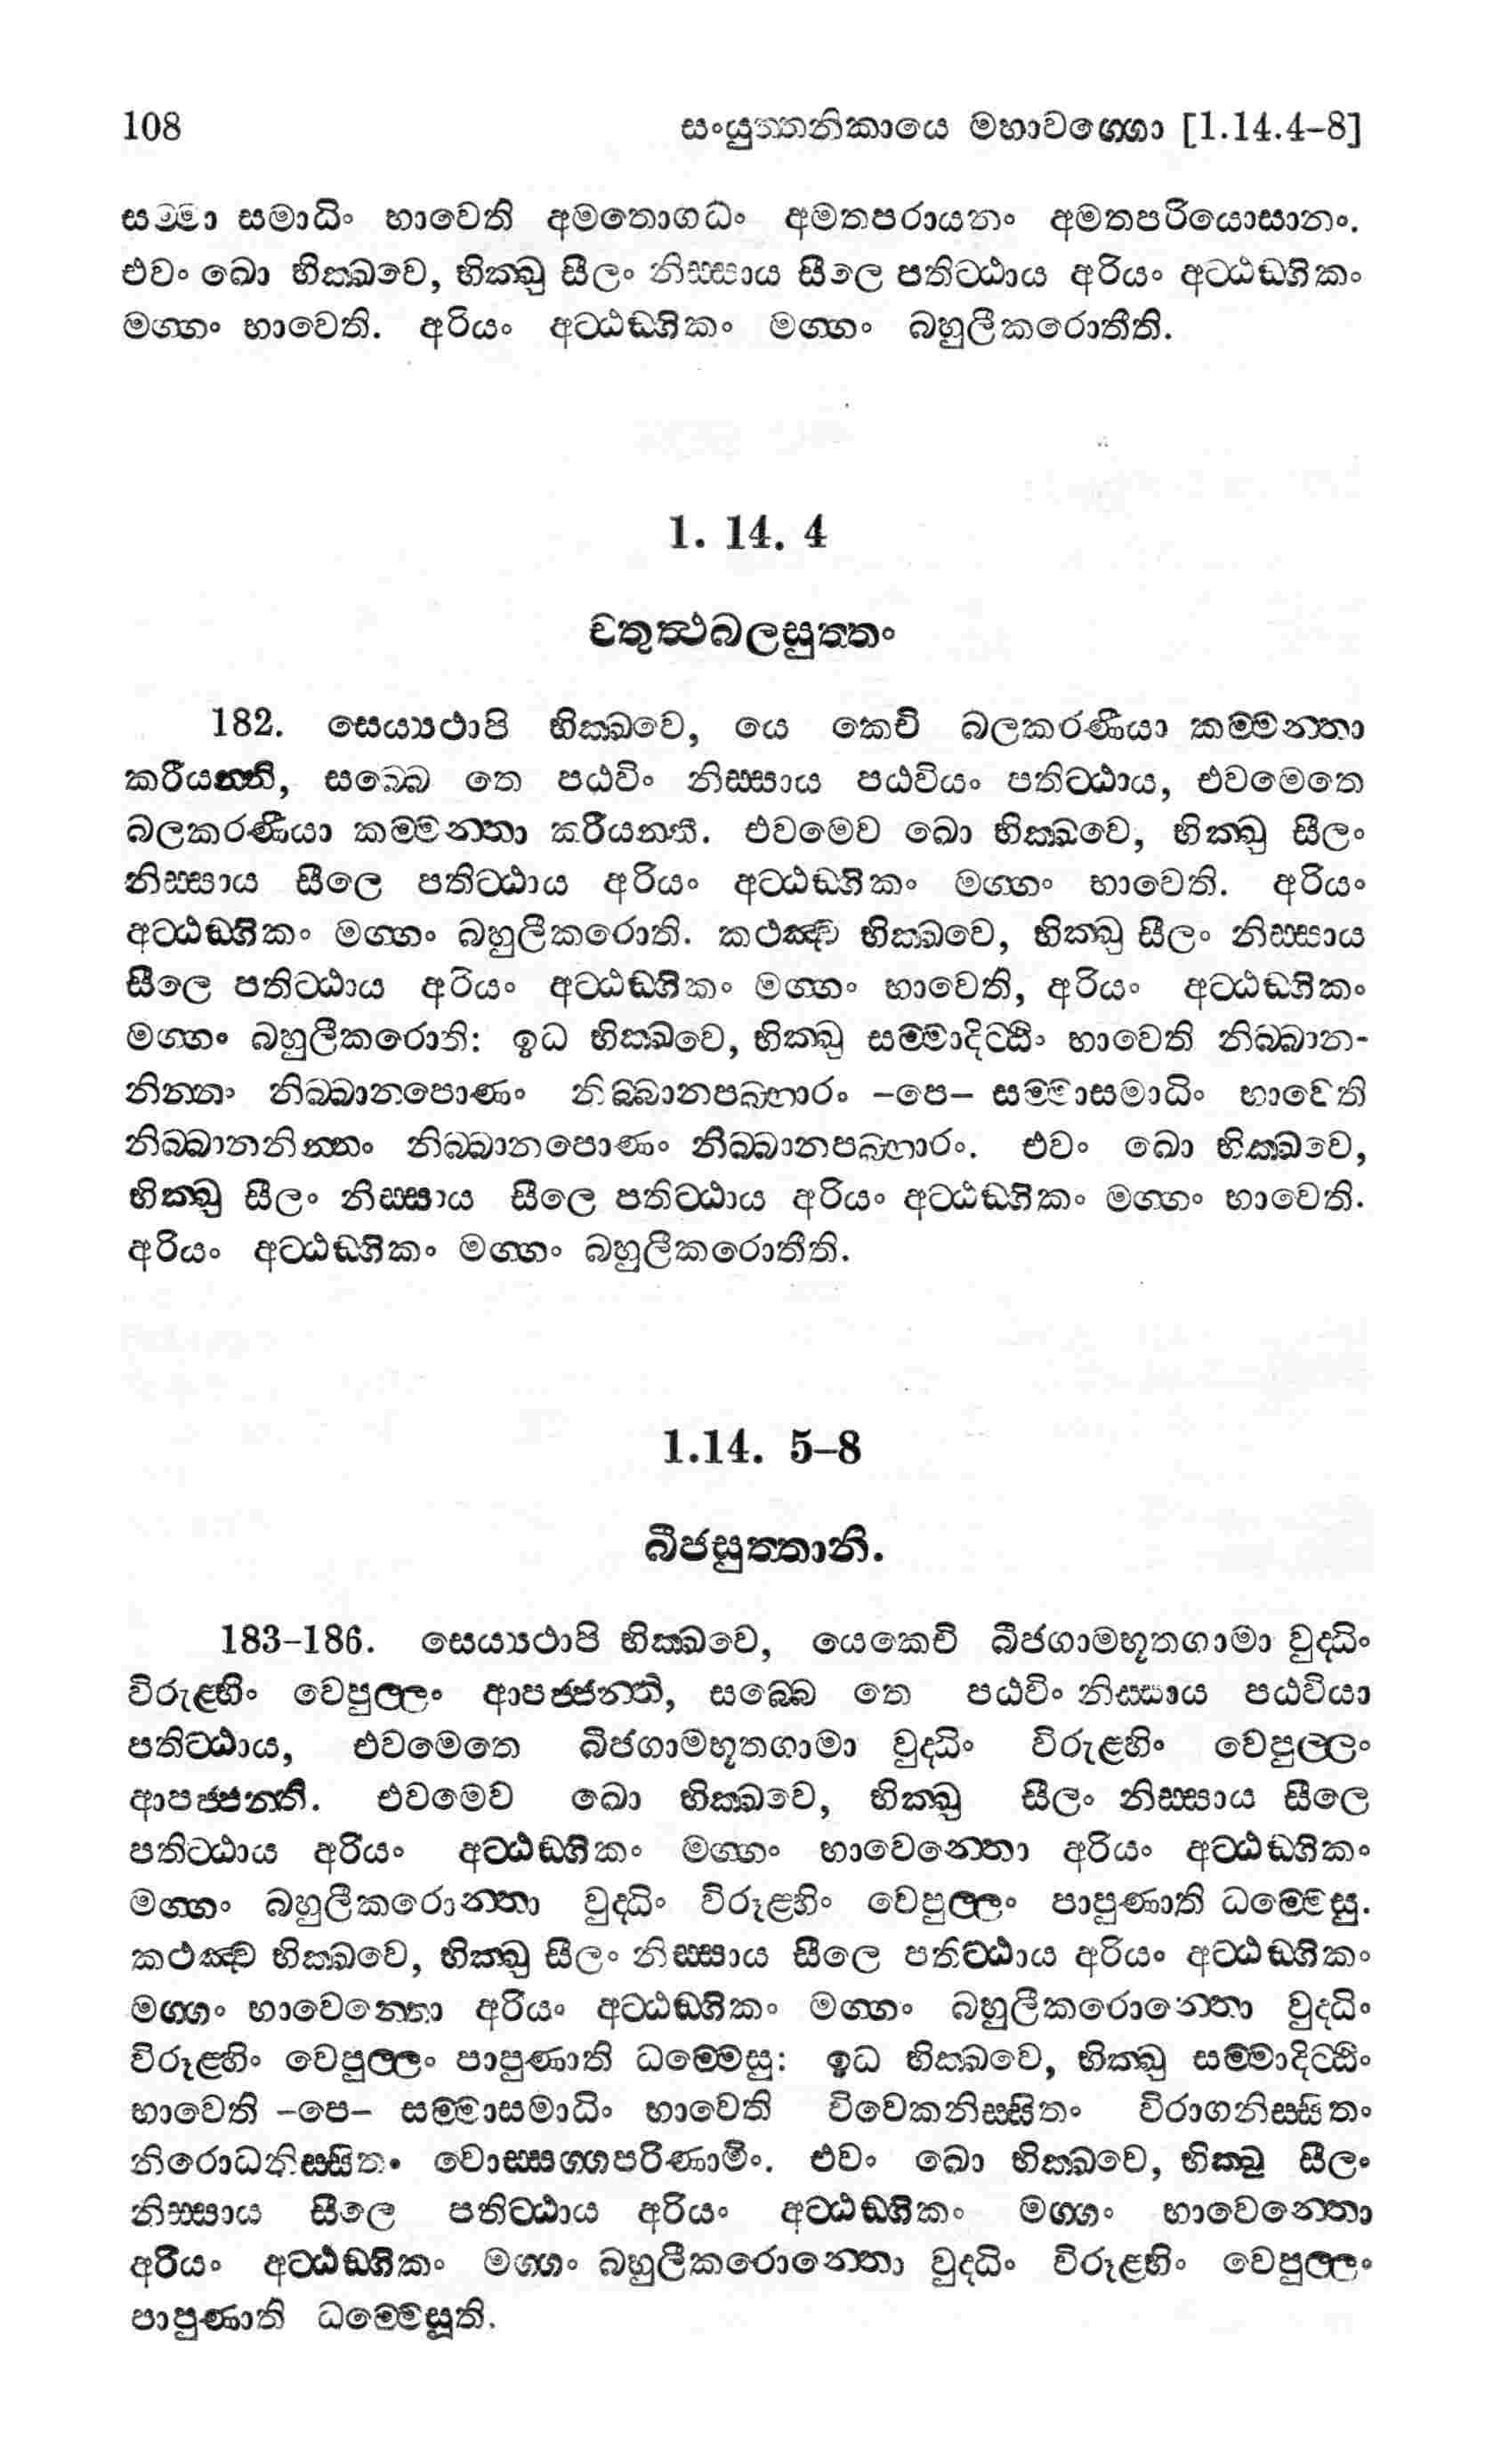 108 සංයුත්තනිකායෙ මහාවග්ගො [1.14.4-8]
සම්මා සමාධිං භාවෙති අමතොගධං අමතපරායනං අමතපරියොසානං.
එවං ඛො භික්ඛවෙ, භික්ඛු සීලං නිස්සාය සීලෙ පතිට්ඨාය අරියං අට්ඨඞ්ගිකං
මග්ගං භාවෙති. අරියං අට්ඨඞ්ගිකං මග්ගං බහුලීකරොතීති.
1. 14. 4
චතුත්ථබලසුත්තං
182. සෙය්‍යථාපි භික්ඛවෙ, යෙ කෙචි බලකරණීයා කම්මන්තා
කරීයන්ති, සබ්බෙ තෙ පඨවිං නිස්සාය පඨවියං පතිට්ඨාය, එවමෙතෙ
බලකරණීයා කම්මන්තා කරීයන්ති. එවමෙව ඛො භික්ඛවෙ, භික්ඛු සීලං
නිස්සාය සීලෙ පතිට්ඨාය අරියං අට්ඨඞ්ගිකං මග්ගං භාවෙති. අරියං
අට්ඨඞ්ගිකං මග්ගං බහුලීකරොති. කථඤ්ච භික්ඛවෙ, භික්ඛු සීලං නිස්සාය
සීලෙ පතිට්ඨාය අරියං අට්ඨඞ්ගිකං මග්ගං භාවෙති, අරියං අට්ඨඞ්ගිකං
මග්ගං බහුලීකරොති: ඉධ භික්ඛවෙ, භික්ඛු සම්මාදිට්ඨිං භාවෙති නිබ්බාන-
නින්නං නිබ්බානපොණං නිබ්බානපබ්භාරං -පෙ- සම්මාසමාධිං භාවෙති
නිබ්බානනින්නං නිබ්බානපොණං නිබ්බානපබ්භාරං. එවං ඛො භික්ඛවෙ,
භික්ඛු සීලං නිස්සාය සීලෙ පතිට්ඨාය අරියං අට්ඨඞ්ගිකං මග්ගං භාවෙති.
අරියං අට්ඨඞ්ගිකං මග්ගං බහුලීකරොතීති.
1.14. 5-8
බීජසුත්තානි.
183-186. සෙය්‍යථාපි භික්ඛවෙ, යෙකෙචි බීජගාමභූතගාමා වුද්ධිං
විරුළ්හිං වෙපුල්ලං ආපජ්ජන්ති, සබ්බෙ තෙ පඨවිං නිස්සාය පඨවියා
පතිට්ඨාය, එවමෙතෙ බීජගාමභූතගාමා වුද්ධිං විරුළ්හිං වෙපුල්ලං
ආපජ්ජන්ති. එවමෙව ඛො භික්ඛවෙ, භික්ඛු සීලං නිස්සාය සීලෙ
පතිට්ඨාය අරියං අට්ඨඞ්ගිකං මග්ගං භාවෙන්තො අරියං අට්ඨඞ්ගිකං
මග්ගං බහුලීකරොන්තා වුද්ධිං විරූළ්හිං වෙපුල්ලං පාපුණාති ධම්මෙසු.
කථඤ්ච භික්ඛවෙ, භික්ඛු සීලං නිස්සාය සීලෙ පතිට්ඨාය අරියං අට්ඨඞ්ගිකං
මග්ගං භාවෙන්තො අරියං අට්ඨඞ්ගිකං මග්ගං බහුලීකරොන්තො වුද්ධිං
විරූළ්හිං වෙපුල්ලං පාපුණාති ධම්මෙසු: ඉධ භික්ඛවෙ, භික්ඛු සම්මාදිට්ඨිං
භාවෙති -පෙ- සම්මාසමාධිං භාවෙති විවෙකනිස්සිතං විරාගනිස්සිතං
නිරොධනිස්සිතං වොස්සග්ගපරිණාමිං. එවං ඛො භික්ඛවෙ, භික්ඛු සීලං
නිස්සාය සීලෙ පතිට්ඨාය අරියං අට්ඨඞ්ගිකං මග්ගං භාවෙන්තො
අරියං අට්ඨඞ්ගිකං මග්ගං බහුලීකරොන්තො වුද්ධිං විරූළ්හිං වෙපුල්ලං
පාපුණාති ධම්මෙසූති.